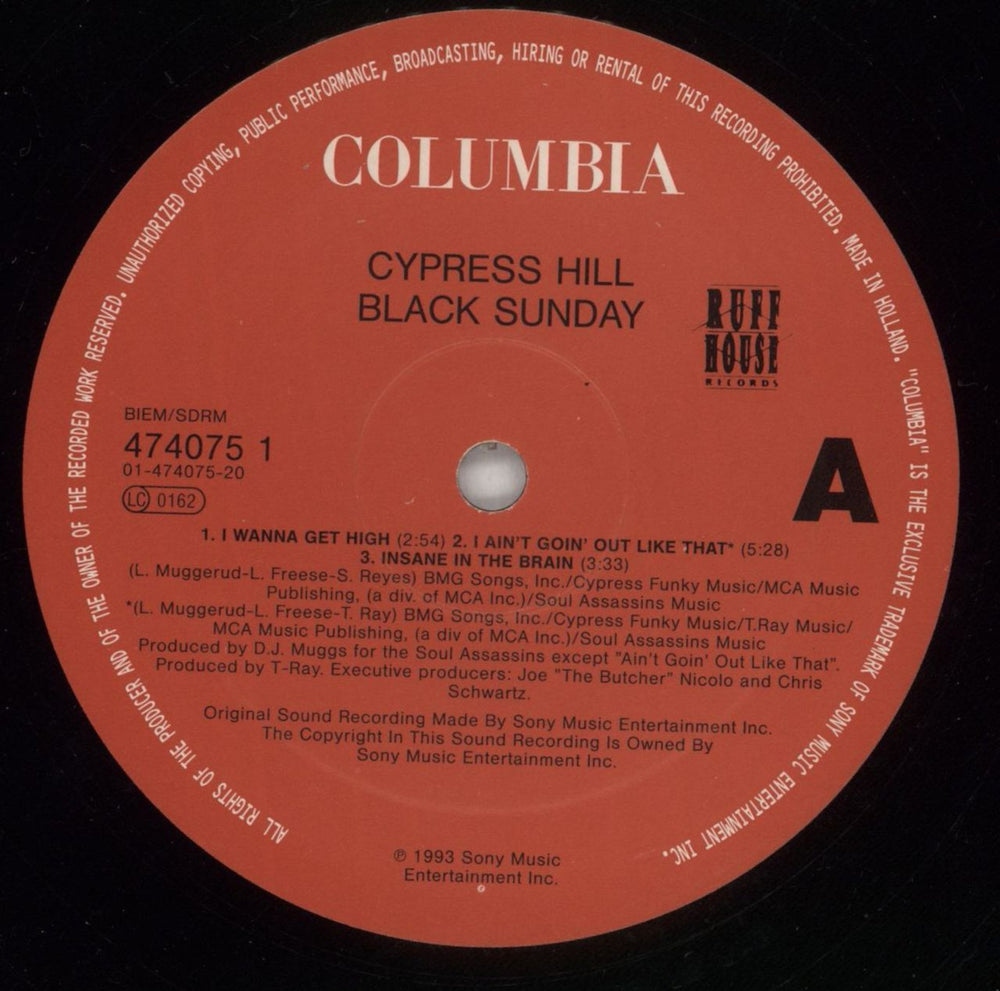 ALL RIGHTS OF THE PRODUCER AND OF THE OWNER OF THE RECORDED WORK RESERVED. UNAUTHORIZED COPYING, PUBLIC PERFORMANCE, BROADCASTING, HIRING OR RENTAL OF THIS RECORDING PROHIBITED. MADE IN HOLLAND. "COLUMBIA" IS THE EXCLUSIVE TRADEMARK OF SONY MUSIC ENTERTAINMENT INC.
COLUMBIA
CYPRESS HILL
BLACK SUNDAY
RUFF
HOUSE
RECORDS
BIEM/SDRM
474075 1
01-474075-20
LC 0162
A
1. I WANNA GET HIGH (2:54) 2. I AIN'T GOIN' OUT LIKE THAT* (5:28)
3. INSANE IN THE BRAIN (3:33)
(L. Muggerud-L. Freese-S. Reyes) BMG Songs, Inc./Cypress Funky Music/MCA Music
Publishing, (a div. of MCA Inc.)/Soul Assassins Music
*(L. Muggerud-L. Freese-T. Ray) BMG Songs, Inc./Cypress Funky Music/T.Ray Music/
MCA Music Publishing, (a div of MCA Inc.)/Soul Assassins Music
Produced by D.J. Muggs for the Soul Assassins except "Ain't Goin' Out Like That".
Produced by T-Ray. Executive producers: Joe "The Butcher" Nicolo and Chris
Schwartz.
Original Sound Recording Made By Sony Music Entertainment Inc.
The Copyright In This Sound Recording Is Owned By
Sony Music Entertainment Inc.
℗ 1993 Sony Music
Entertainment Inc.